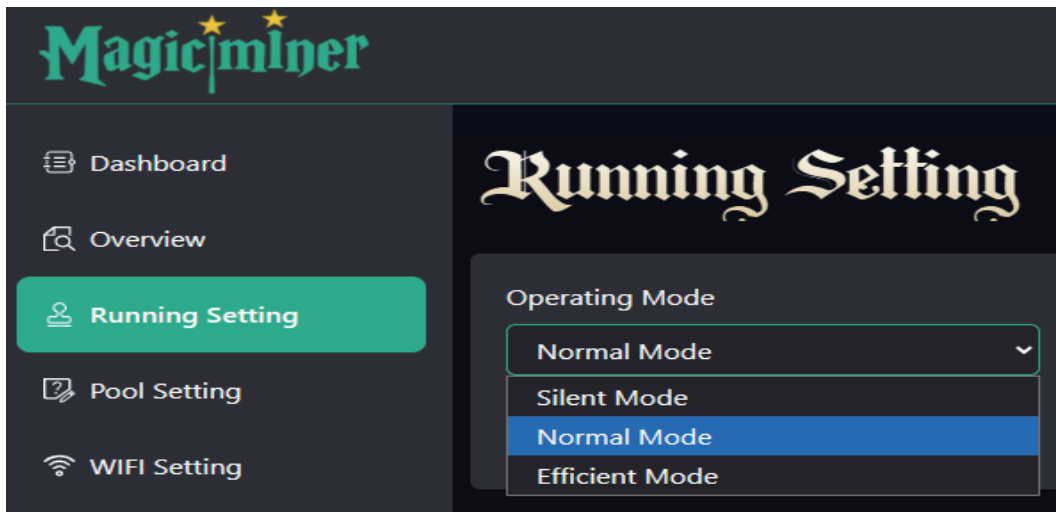 Magicminer
Dashboard
Overview
Running Setting
Pool Setting
WIFI Setting
Running Setting
Operating Mode
Normal Mode
Silent Mode
Normal Mode
Efficient Mode